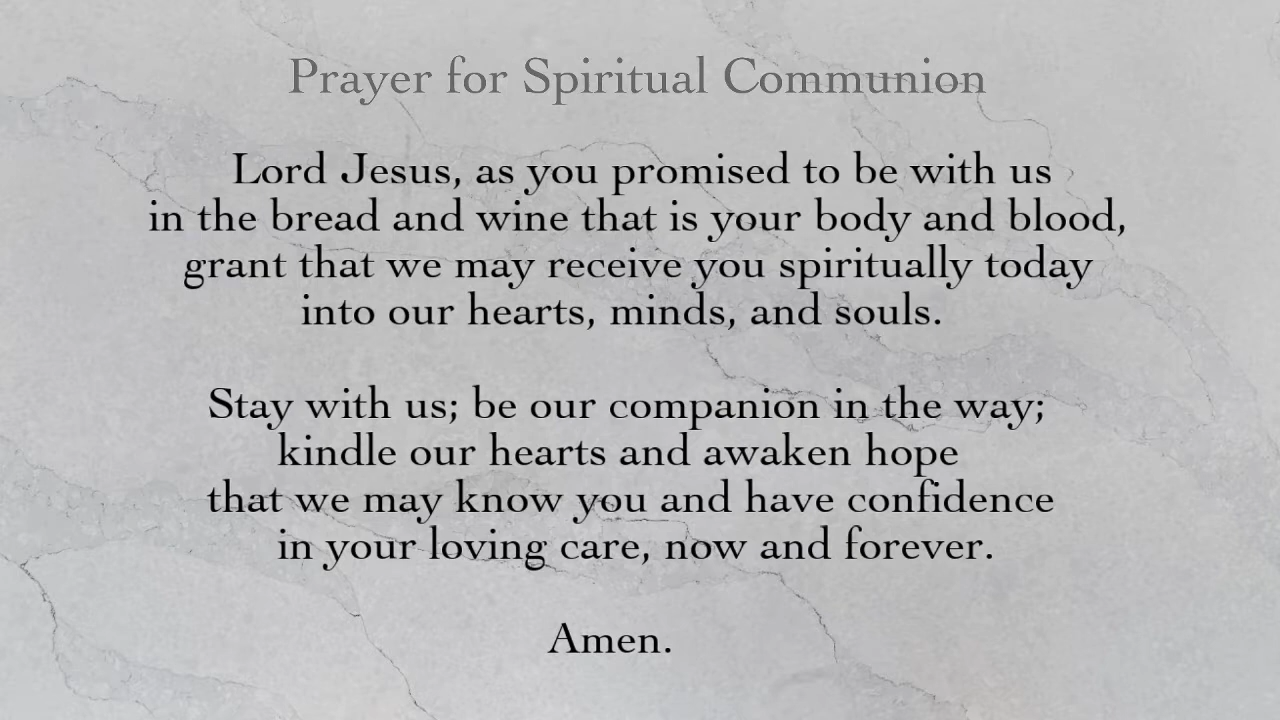 Prayer for Spiritual Communion
Lord Jesus, as you promised to be with us
in the bread and wine that is your body and blood,
grant that we may receive you spiritually today
into our hearts, minds, and souls.
Stay with us; be our companion in the way;
kindle our hearts and awaken hope
that we may know you and have confidence
in your loving care, now and forever.
Amen.